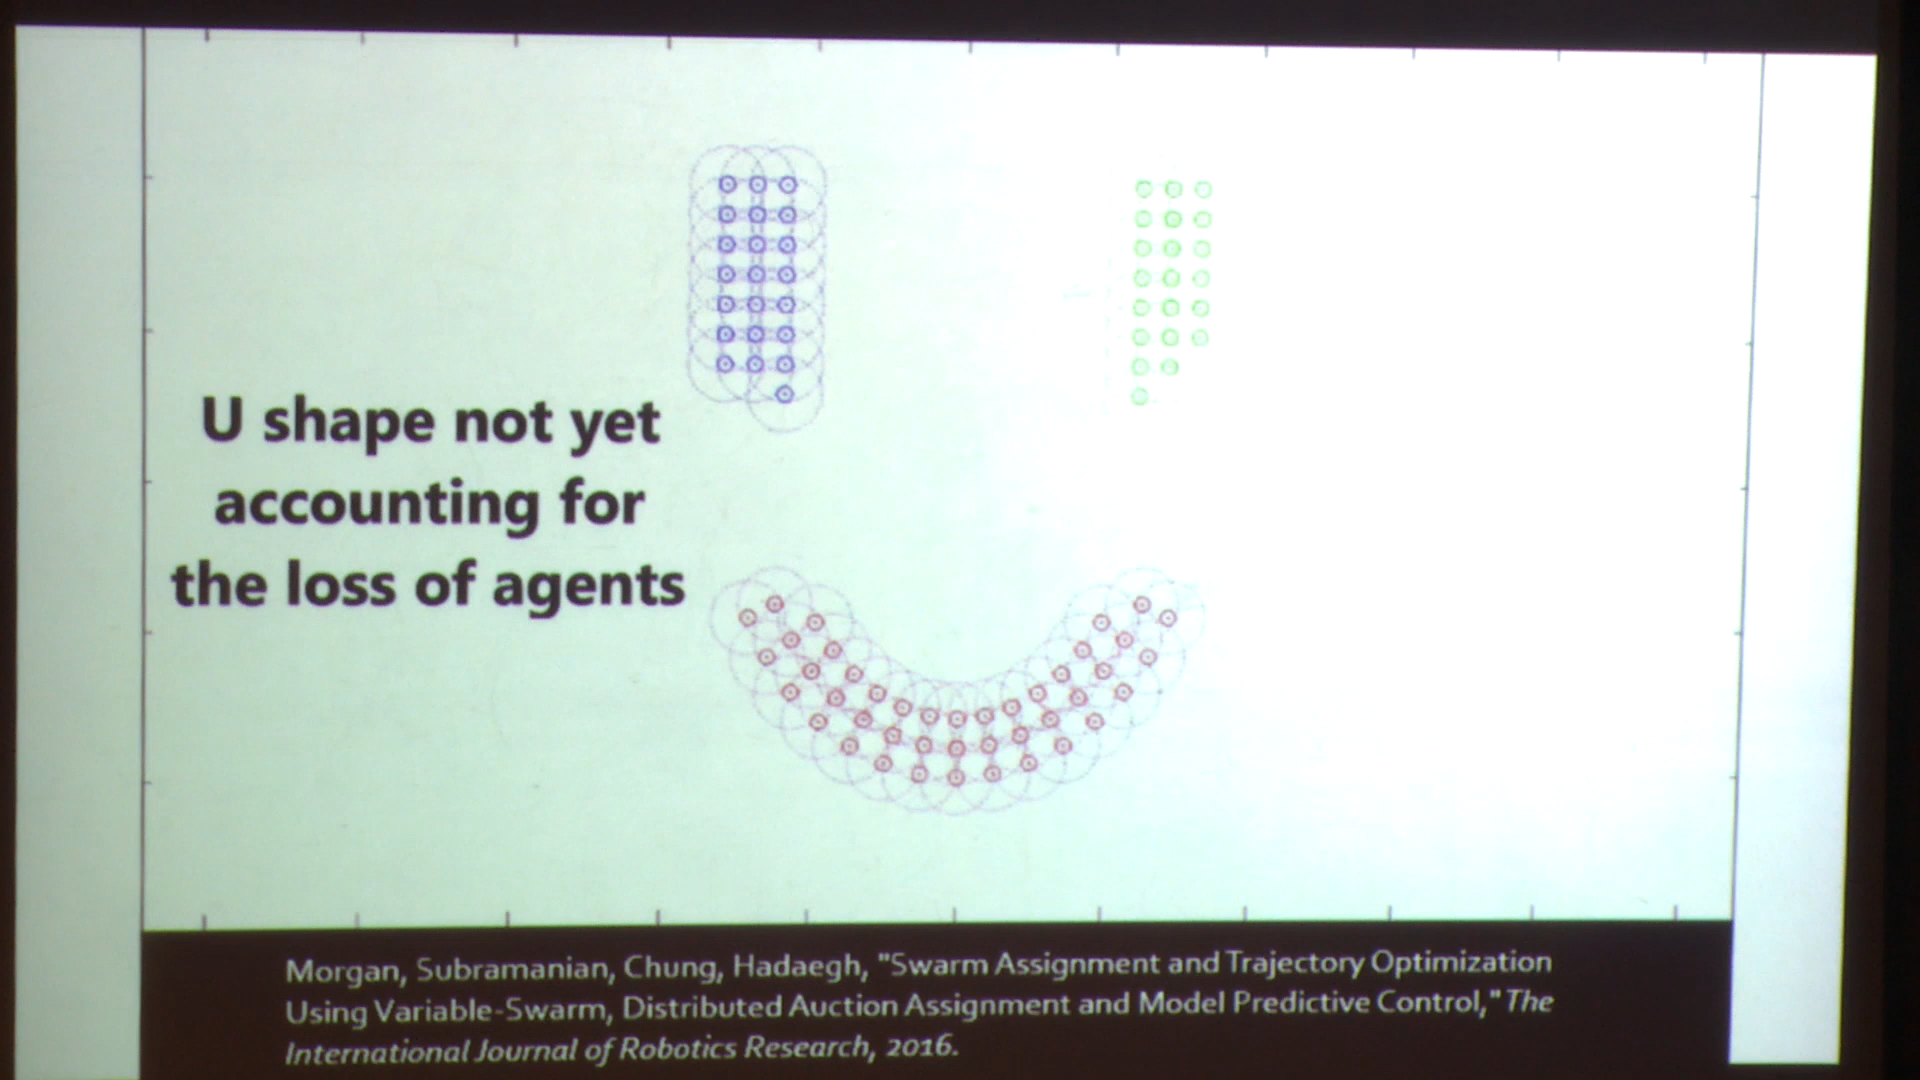 U shape not yet
accounting for
the loss of agents
Morgan, Subramanian, Chung, Hadaegh, "Swarm Assignment and Trajectory Optimization
Using Variable-Swarm, Distributed Auction Assignment and Model Predictive Control," The
International Journal of Robotics Research, 2016.